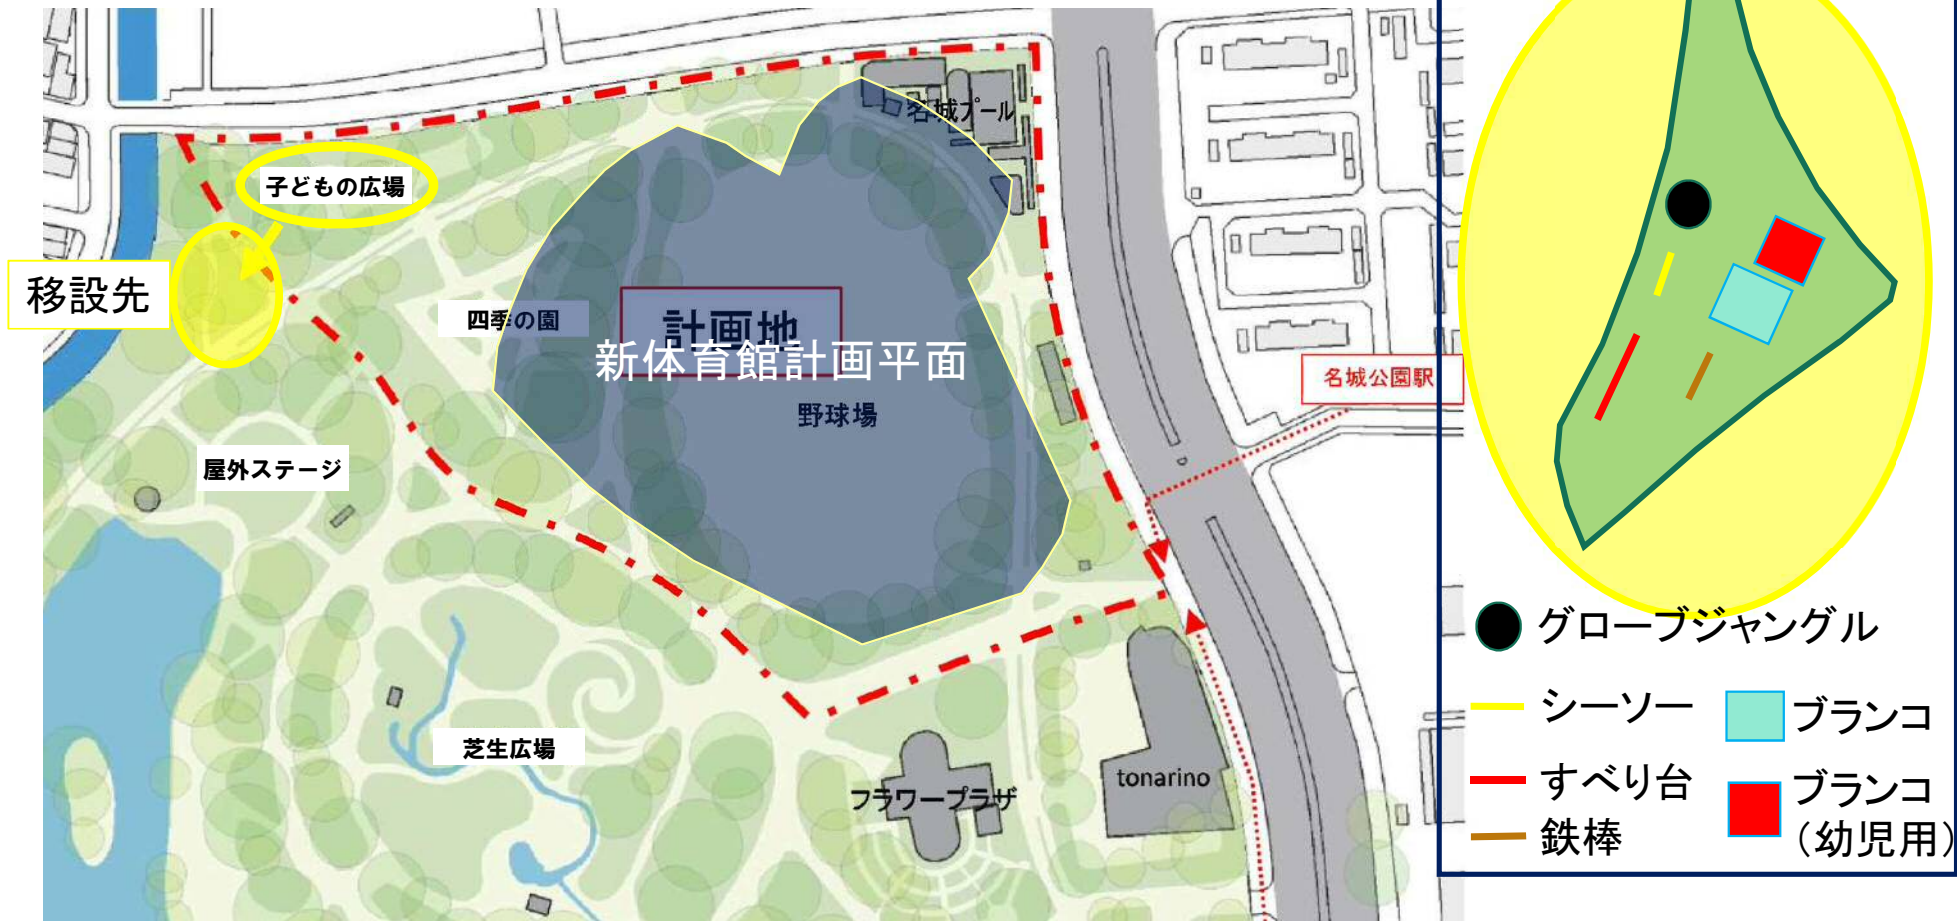 名城プール
子どもの広場
移設先
四季の園
計画地
新体育館計画平面
名城公園駅
野球場
屋外ステージ
芝生広場
フラワープラザ
tonarino
グローブジャングル
シーソー
ブランコ
すべり台
ブランコ
（幼児用）
鉄棒